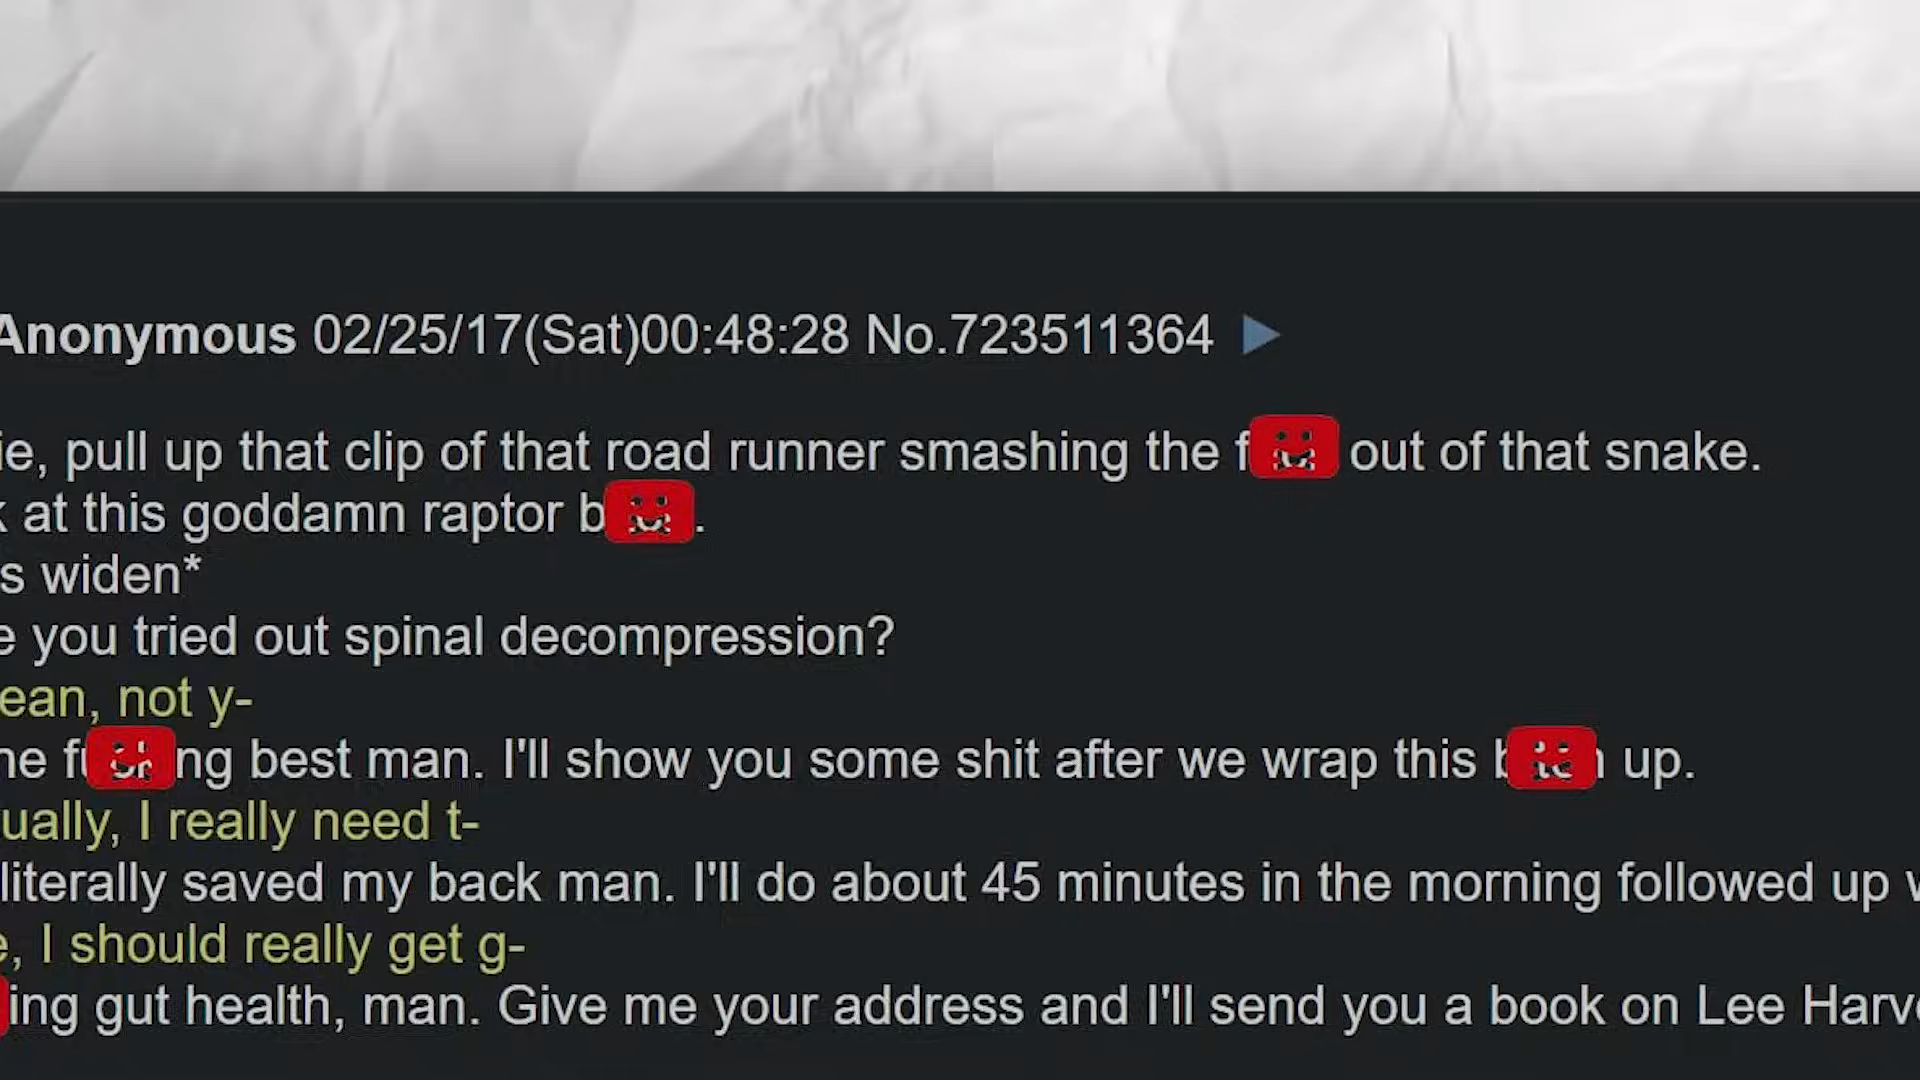 Anonymous 02/25/17(Sat)00:48:28 No.723511364 ▶
ie, pull up that clip of that road runner smashing the f out of that snake.
k at this goddamn raptor b.
s widen*
e you tried out spinal decompression?
ean, not y-
he fng best man. I'll show you some shit after we wrap this b up.
ually, I really need t-
literally saved my back man. I'll do about 45 minutes in the morning followed up w
e, I should really get g-
ing gut health, man. Give me your address and I'll send you a book on Lee Harv